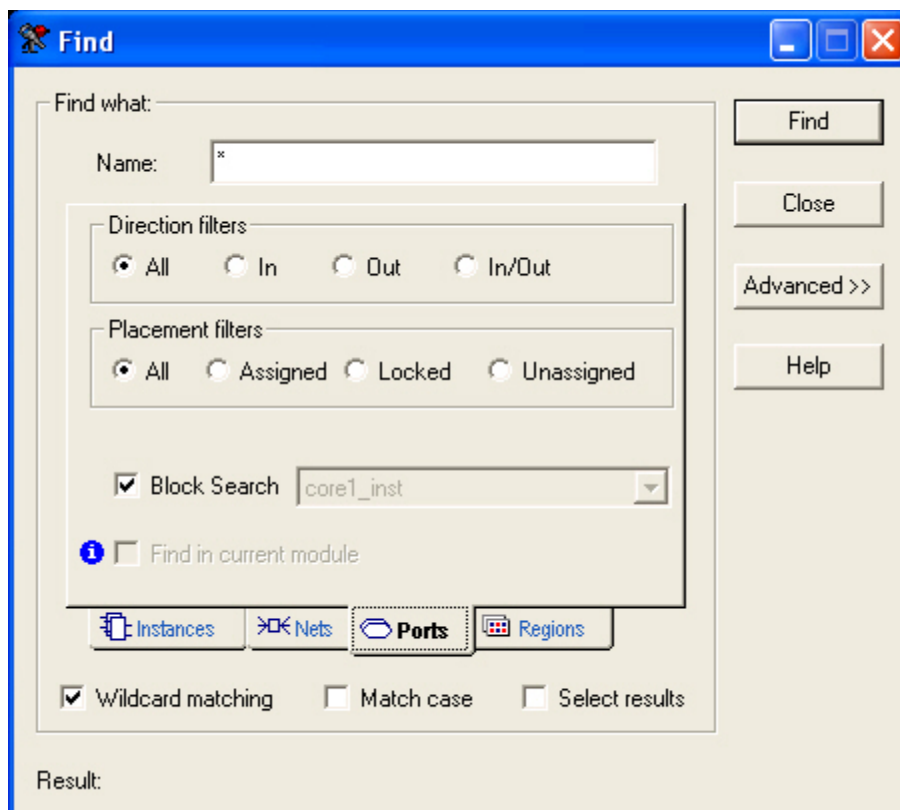 Find
Find what:
Name: *
Find
Direction filters
All In Out In/Out
Close
Placement filters
All Assigned Locked Unassigned
Advanced >>
Help
Block Search core1_inst
Find in current module
Instances Nets Ports Regions
Wildcard matching Match case Select results
Result: